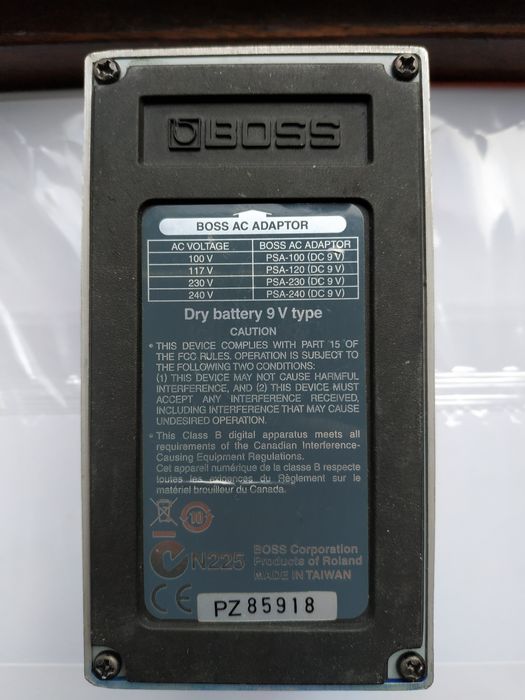 BOSS
BOSS AC ADAPTOR
AC VOLTAGE BOSS AC ADAPTOR
100 V PSA-100 (DC 9 V)
117 V PSA-120 (DC 9 V)
230 V PSA-230 (DC 9 V)
240 V PSA-240 (DC 9 V)
Dry battery 9 V type
CAUTION
• THIS DEVICE COMPLIES WITH PART 15 OF
THE FCC RULES. OPERATION IS SUBJECT TO
THE FOLLOWING TWO CONDITIONS:
(1) THIS DEVICE MAY NOT CAUSE HARMFUL
INTERFERENCE, AND (2) THIS DEVICE MUST
ACCEPT ANY INTERFERENCE RECEIVED,
INCLUDING INTERFERENCE THAT MAY CAUSE
UNDESIRED OPERATION.
• This Class B digital apparatus meets all
requirements of the Canadian Interference-
Causing Equipment Regulations.
Cet appareil numérique de la classe B respecte
toutes les exigences du Règlement sur le
matériel brouilleur du Canada.
10
N225
BOSS Corporation
Products of Roland
MADE IN TAIWAN
CE
PZ 85918